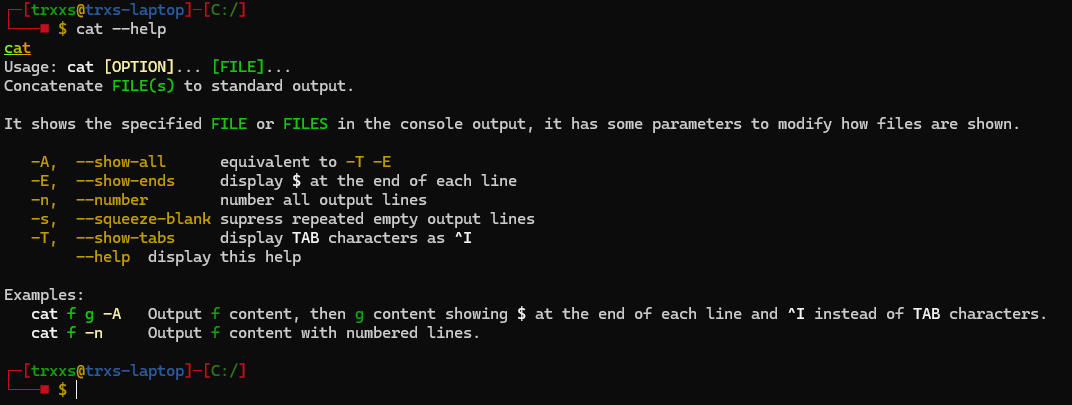 ┌─[trxxs@trxs-laptop]-[C:/]
└──■ $ cat --help
cat
Usage: cat [OPTION]... [FILE]...
Concatenate FILE(s) to standard output.

It shows the specified FILE or FILES in the console output, it has some parameters to modify how files are shown.

   -A,  --show-all      equivalent to -T -E
   -E,  --show-ends     display $ at the end of each line
   -n,  --number        number all output lines
   -s,  --squeeze-blank supress repeated empty output lines
   -T,  --show-tabs     display TAB characters as ^I
        --help  display this help

Examples:
   cat f g -A   Output f content, then g content showing $ at the end of each line and ^I instead of TAB characters.
   cat f -n     Output f content with numbered lines.

┌─[trxxs@trxs-laptop]-[C:/]
└──■ $